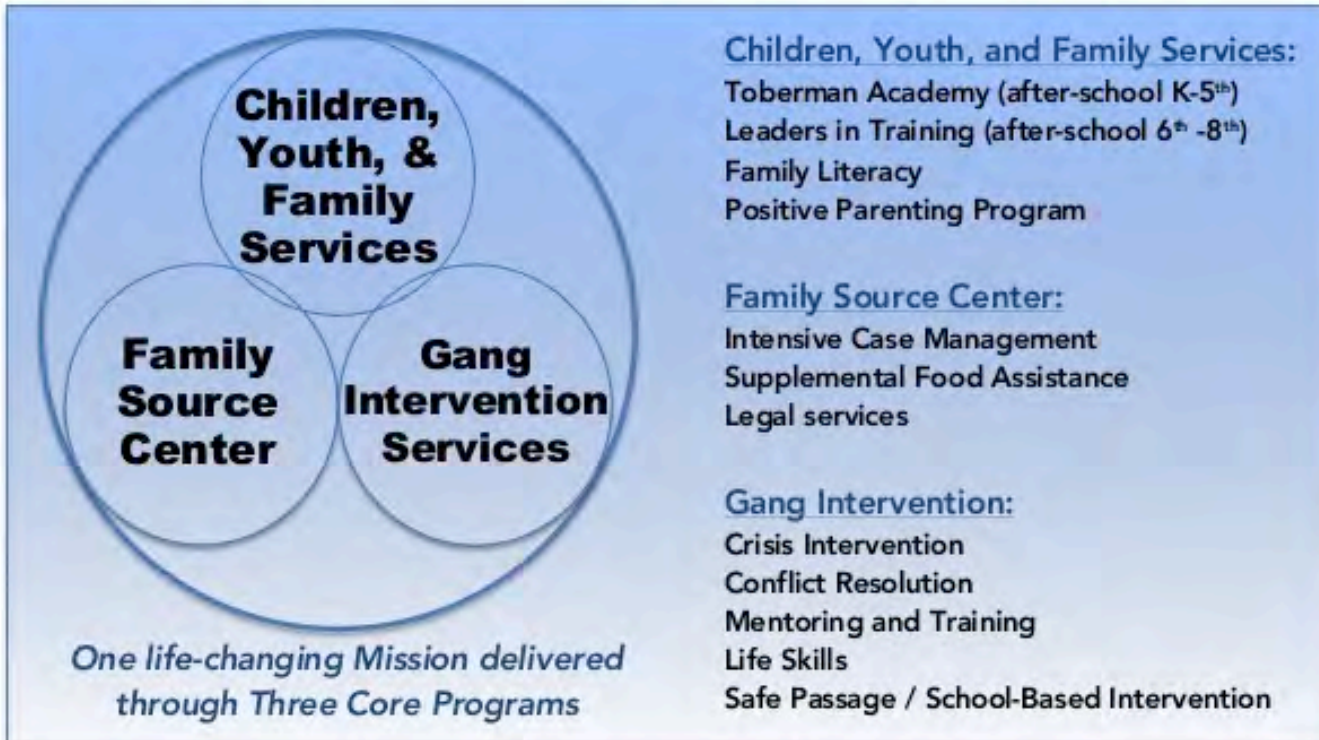 Children,
Youth, &
Family
Services
Family
Source
Center
Gang
Intervention
Services
One life-changing Mission delivered
through Three Core Programs
Children, Youth, and Family Services:
Toberman Academy (after-school K-5th)
Leaders in Training (after-school 6th -8th)
Family Literacy
Positive Parenting Program
Family Source Center:
Intensive Case Management
Supplemental Food Assistance
Legal services
Gang Intervention:
Crisis Intervention
Conflict Resolution
Mentoring and Training
Life Skills
Safe Passage / School-Based Intervention